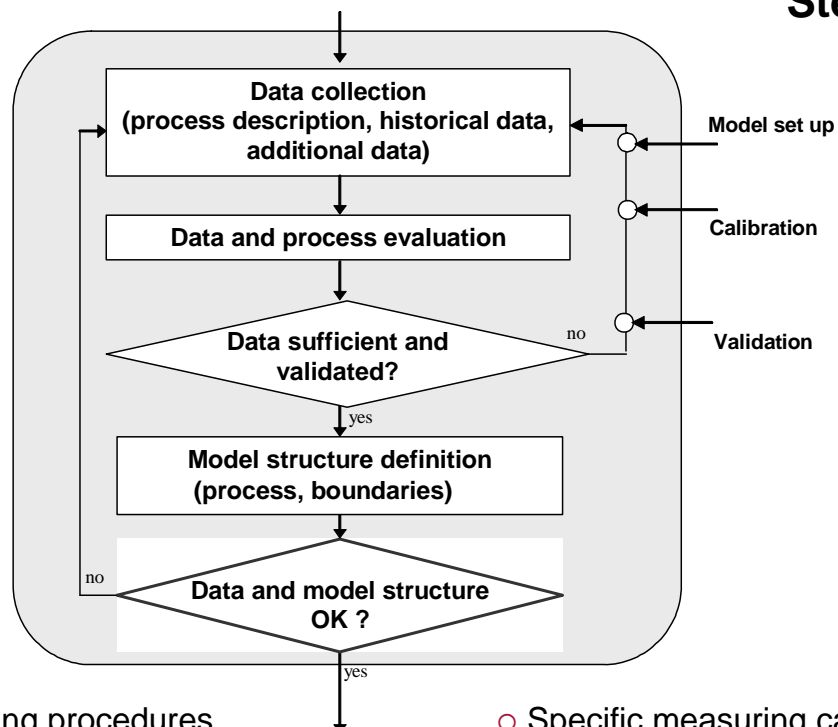 Data collection
(process description, historical data,
additional data)
Model set up
Data and process evaluation
Calibration
Data sufficient and
validated?
no
Validation
yes
Model structure definition
(process, boundaries)
no
Data and model structure
OK ?
yes
procedures
Specific measuring